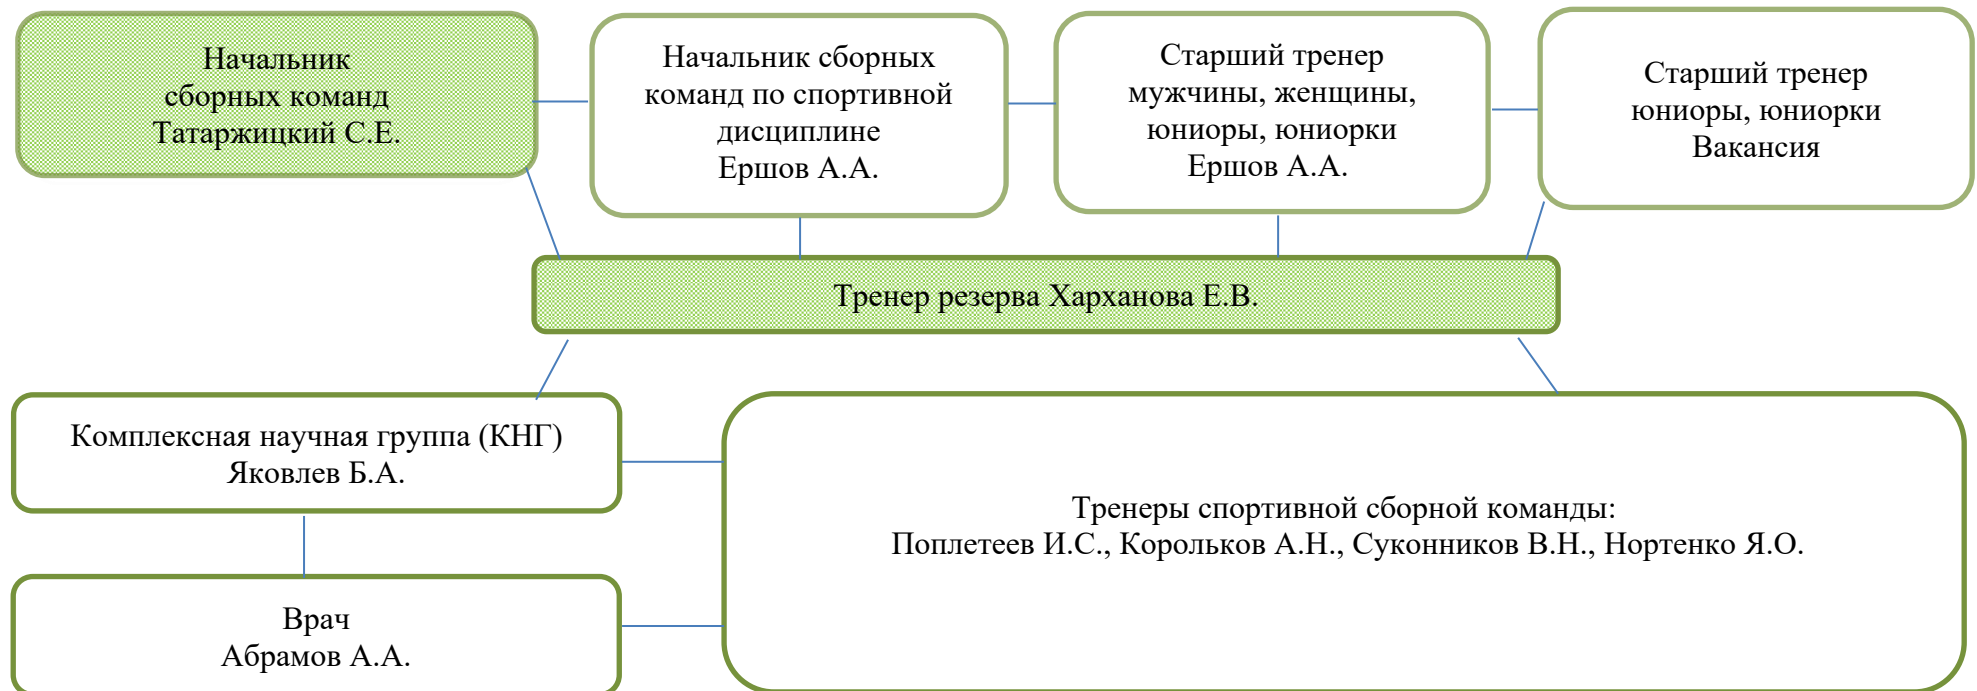 Начальник
сборных команд
Татаржицкий С.Е.
Начальник сборных
команд по спортивной
дисциплине
Ершов А.А.
Старший тренер
мужчины, женщины,
юниоры, юниорки
Ершов А.А.
Старший тренер
юниоры, юниорки
Вакансия
Тренер резерва Харханова Е.В.
Комплексная научная группа (КНГ)
Яковлев Б.А.
Тренеры спортивной сборной команды:
Поплетеев И.С., Корольков А.Н., Суконников В.Н., Нортенко Я.О.
Врач
Абрамов А.А.